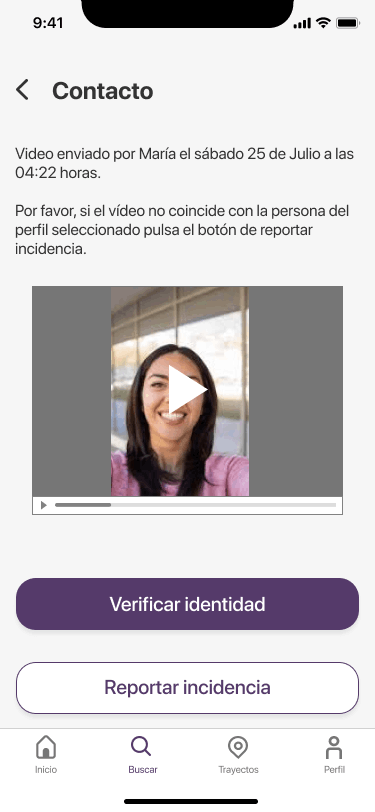 9:41
Contacto
Video enviado por María el sábado 25 de Julio a las
04:22 horas.
Por favor, si el vídeo no coincide con la persona del
perfil seleccionado pulsa el botón de reportar
incidencia.
Verificar identidad
Reportar incidencia
Inicio
Buscar
Trayectos
Perfil